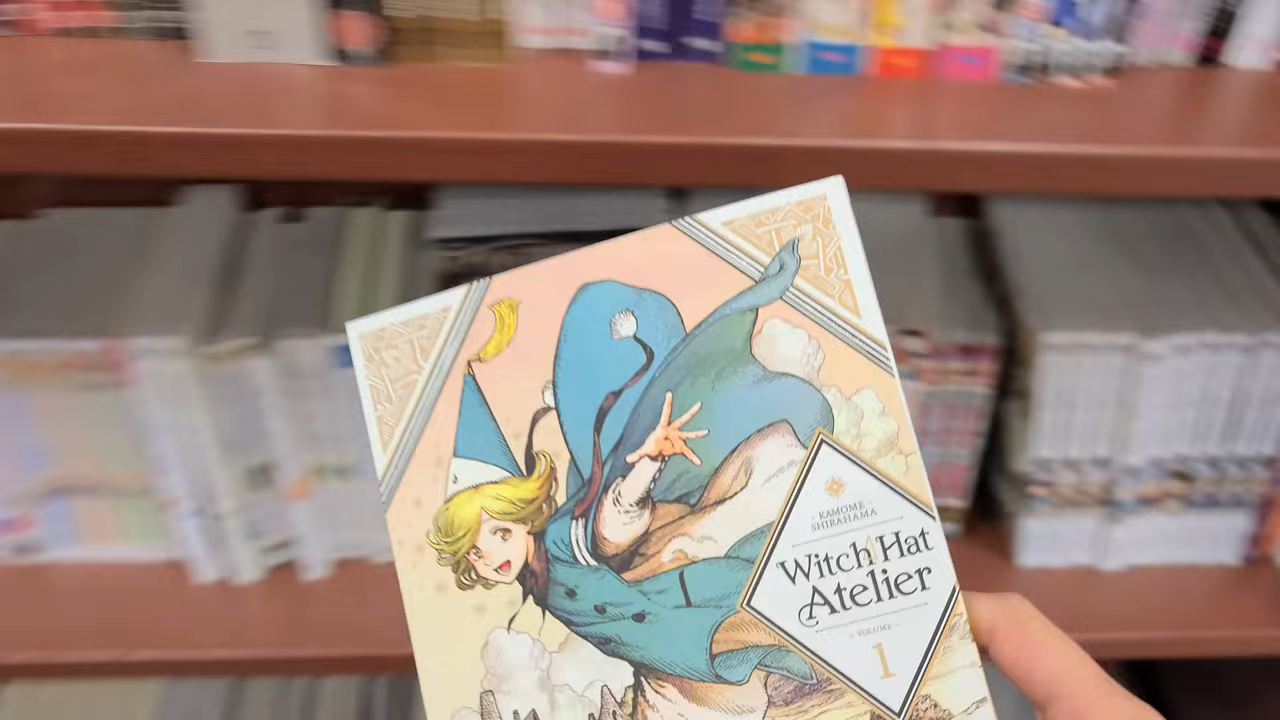 - KAMOME -
SHIRAHAMA
Witch Hat
Atelier
- VOLUME -
1